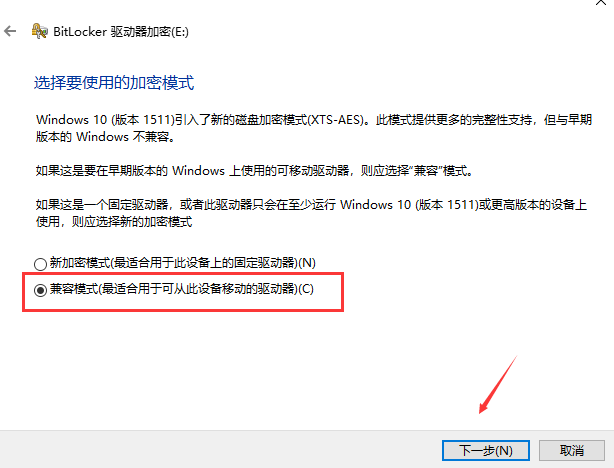 BitLocker 驱动器加密(E:)
选择要使用的加密模式
Windows 10 (版本 1511)引入了新的磁盘加密模式(XTS-AES)。此模式提供更多的完整性支持，但与早期
版本的 Windows 不兼容。
如果这是要在早期版本的 Windows 上使用的可移动驱动器，则应选择“兼容”模式。
如果这是一个固定驱动器，或者此驱动器只会在至少运行 Windows 10 (版本 1511)或更高版本的设备上
使用，则应选择新的加密模式
新加密模式(最适合用于此设备上的固定驱动器)(N)
兼容模式(最适合用于可从此设备移动的驱动器)(C)
下一步(N)
取消